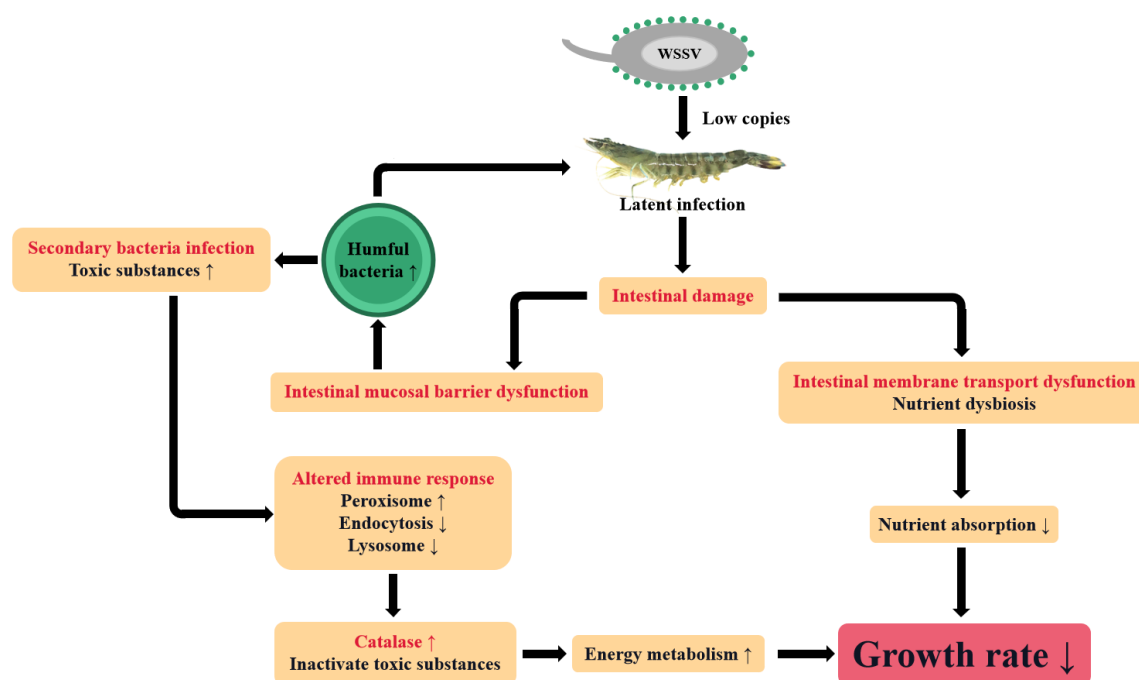 WSSV
Low copies
Latent infection
Secondary bacteria infection
Toxic substances ↑
Humful
bacteria ↑
Intestinal damage
Intestinal mucosal barrier dysfunction
Intestinal membrane transport dysfunction
Nutrient dysbiosis
Altered immune response
Peroxisome ↑
Endocytosis ↓
Lysosome ↓
Nutrient absorption ↓
Catalase ↑
Inactivate toxic substances
Energy metabolism ↑
Growth rate ↓